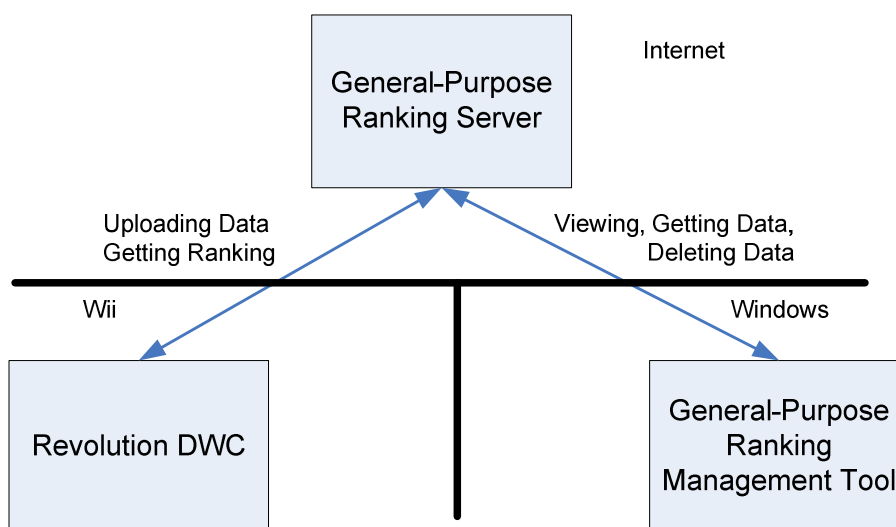 General-Purpose
Ranking Server
Internet
Uploading Data
Getting Ranking
Viewing, Getting Data,
Deleting Data
Wii
Windows
Revolution DWC
General-Purpose
Ranking
Management Tool